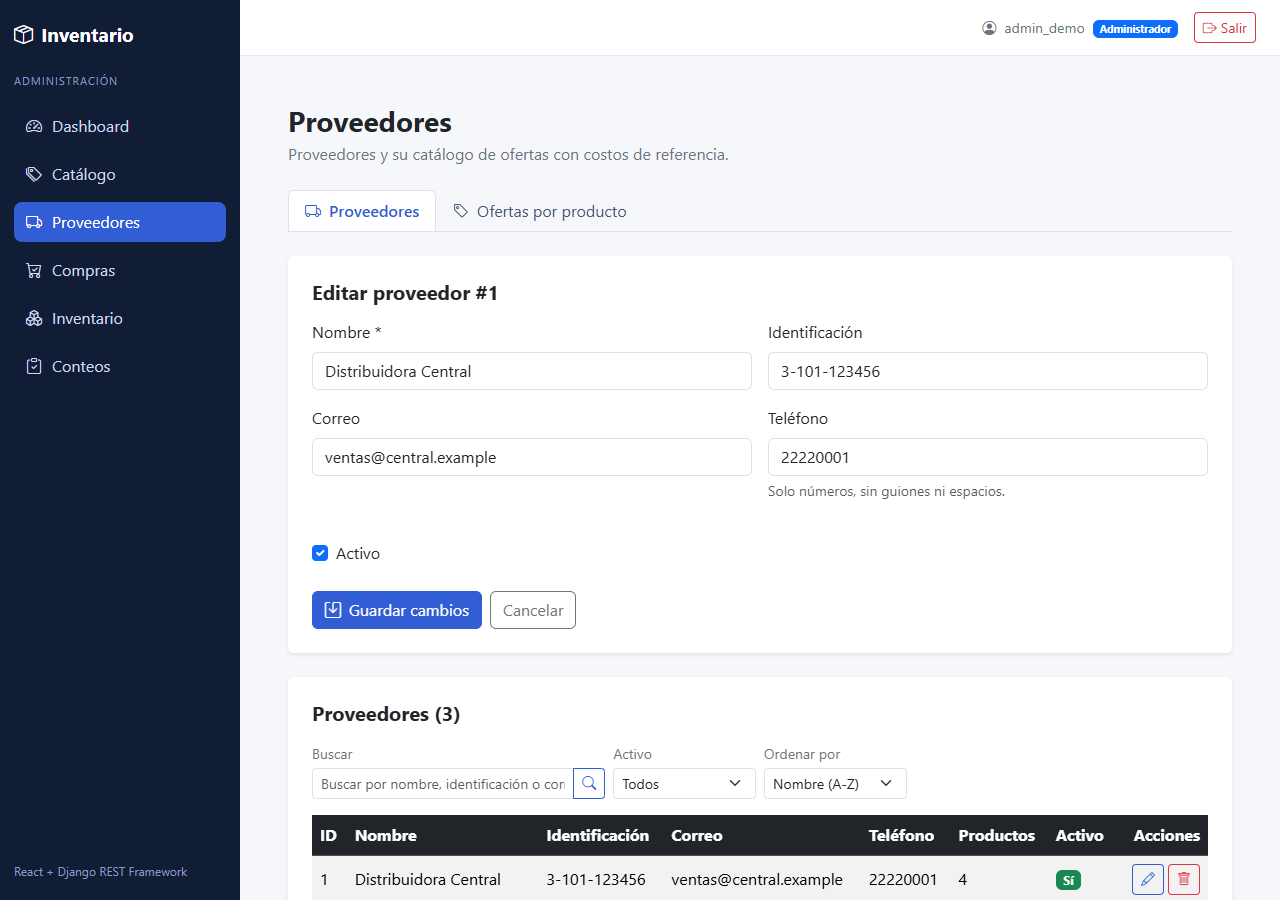 Inventario
admin_demo Administrador Salir
ADMINISTRACIÓN
Dashboard
Catálogo
Proveedores
Compras
Inventario
Conteos
React + Django REST Framework
Proveedores
Proveedores y su catálogo de ofertas con costos de referencia.
Proveedores Ofertas por producto
Editar proveedor #1
Nombre * Identificación
Distribuidora Central 3-101-123456
Correo Teléfono
ventas@central.example 22220001
Solo números, sin guiones ni espacios.
Activo
Guardar cambios Cancelar
Proveedores (3)
Buscar Activo Ordenar por
Buscar por nombre, identificación o cor Todos Nombre (A-Z)
ID Nombre Identificación Correo Teléfono Productos Activo Acciones
1 Distribuidora Central 3-101-123456 ventas@central.example 22220001 4 Sí